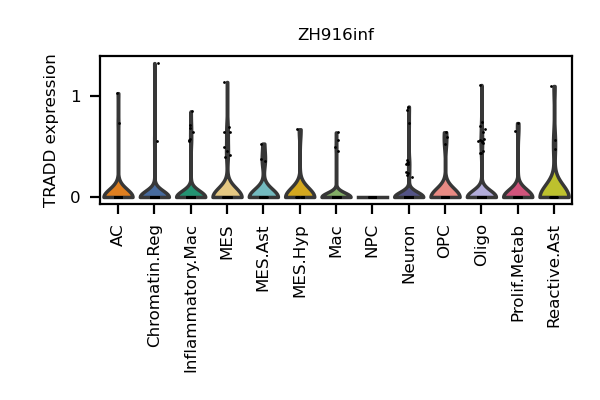 ZH916inf
TRADD expression
1
0
AC
Chromatin.Reg
Inflammatory.Mac
MES
MES.Ast
MES.Hyp
Mac
NPC
Neuron
OPC
Oligo
Prolif.Metab
Reactive.Ast